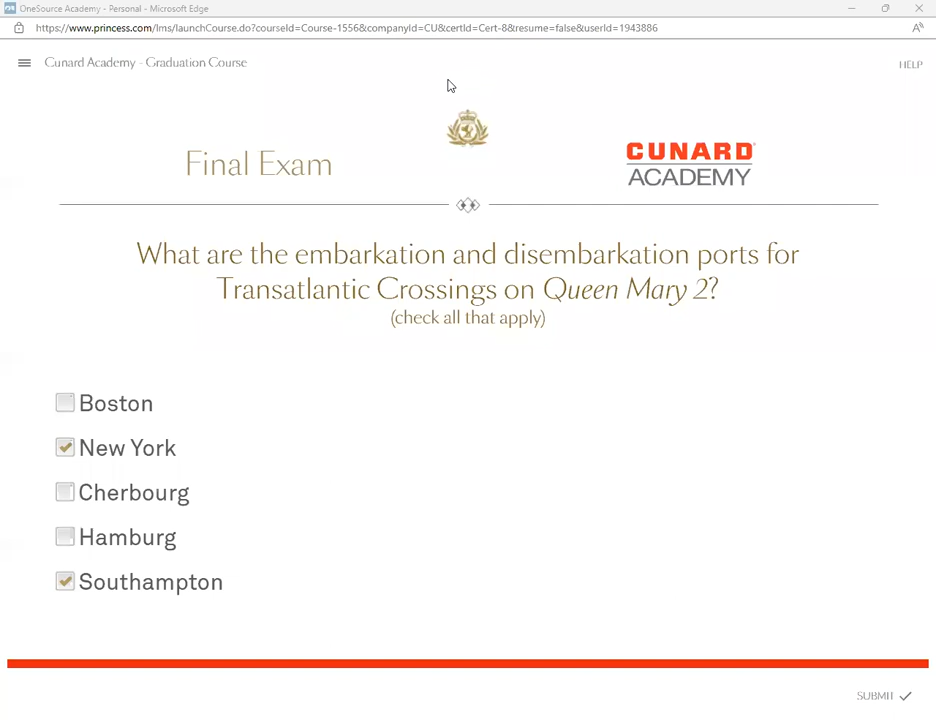 OneSource Academy - Personal - Microsoft Edge
https://www.princess.com/lms/launchCourse.do?courseId=Course-1556&companyId=CU&certId=Cert-8&resume=false&userId=1943886
Cunard Academy - Graduation Course
HELP
Final Exam
CUNARD
ACADEMY
What are the embarkation and disembarkation ports for
Transatlantic Crossings on Queen Mary 2?
(check all that apply)
Boston
New York
Cherbourg
Hamburg
Southampton
SUBMIT